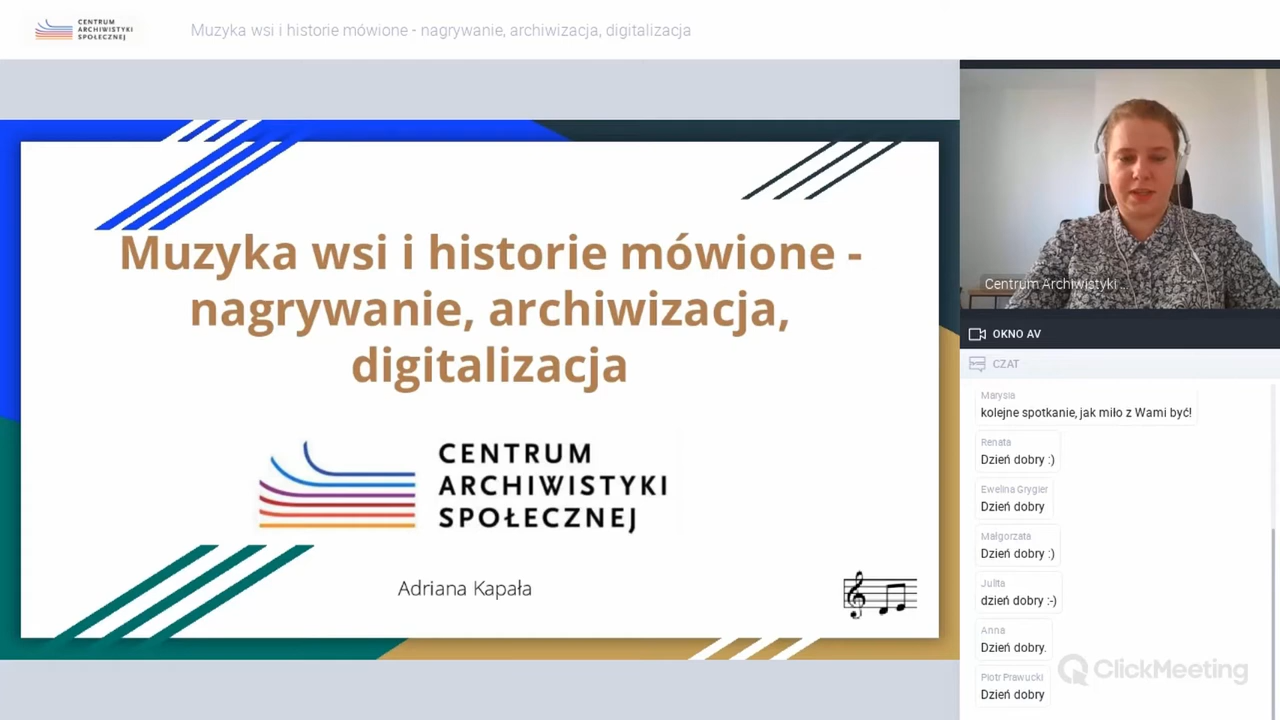 CENTRUM
ARCHIWISTYKI
SPOŁECZNEJ
Muzyka wsi i historie mówione - nagrywanie, archiwizacja, digitalizacja
Muzyka wsi i historie mówione -
nagrywanie, archiwizacja,
digitalizacja
CENTRUM
ARCHIWISTYKI
SPOŁECZNEJ
Adriana Kapała
Centrum Archiwistyki ...
OKNO AV
CZAT
Marysia
kolejne spotkanie, jak miło z Wami być!
Renata
Dzień dobry :)
Ewelina Grygier
Dzień dobry
Małgorzata
Dzień dobry :)
Julita
dzień dobry :-)
Anna
Dzień dobry.
Piotr Prawucki
Dzień dobry
ClickMeeting